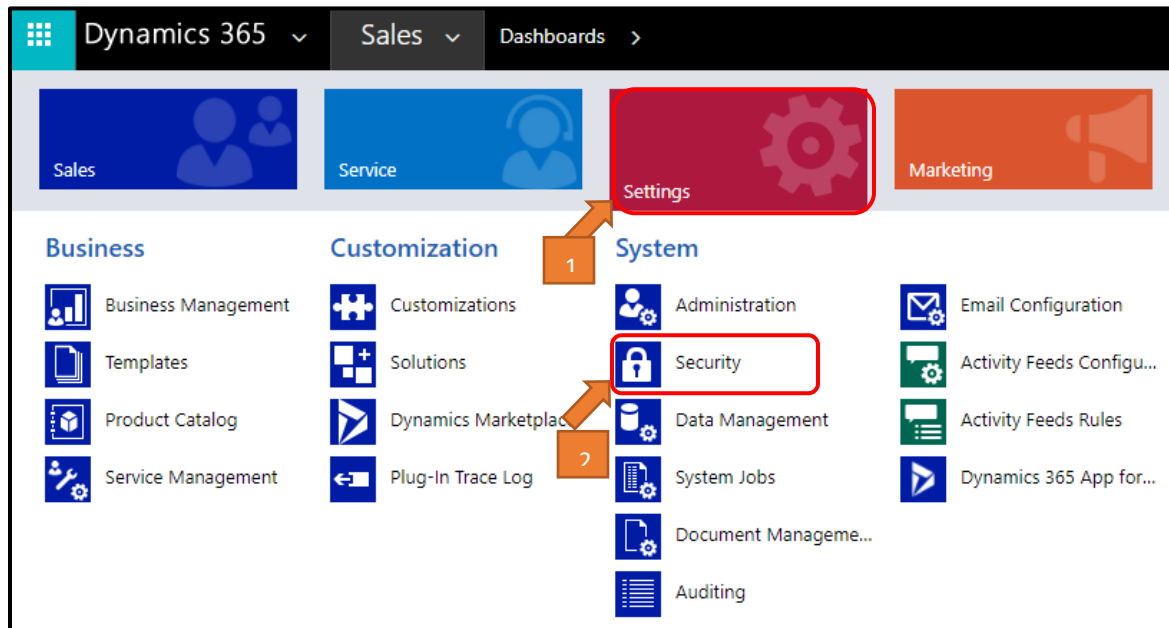 Dynamics 365 Sales Dashboards
Sales Service Settings Marketing
Business Customization System
1
Business Management Customizations Administration Email Configuration
Templates Solutions Security Activity Feeds Configu...
Product Catalog Dynamics Marketplac Data Management Activity Feeds Rules
2
Service Management Plug-In Trace Log System Jobs Dynamics 365 App for...
Document Manageme...
Auditing